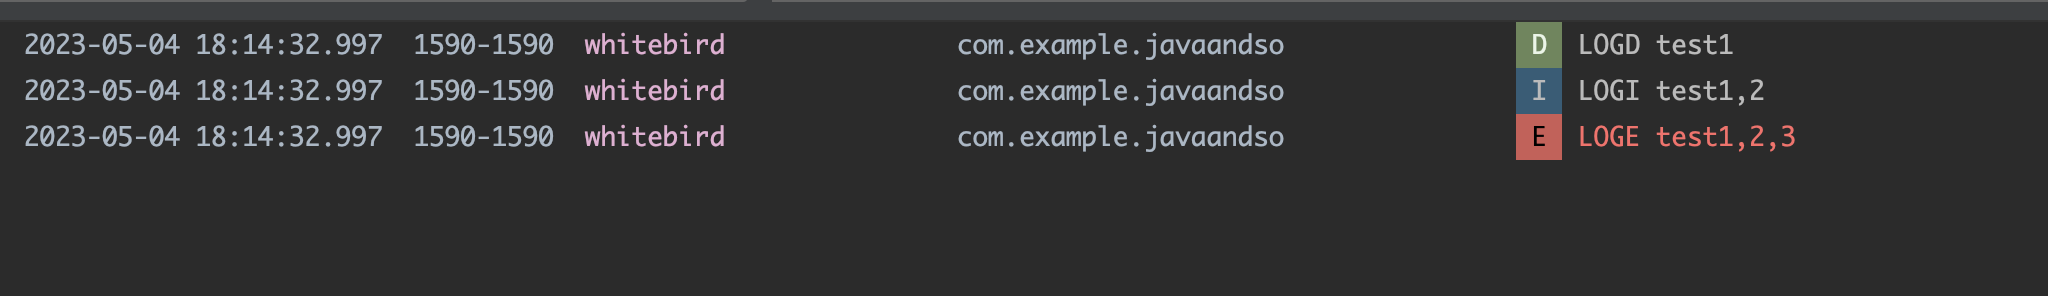 2023-05-04 18:14:32.997 1590-1590 whitebird com.example.javaandso D LOGD test1
2023-05-04 18:14:32.997 1590-1590 whitebird com.example.javaandso I LOGI test1,2
2023-05-04 18:14:32.997 1590-1590 whitebird com.example.javaandso E LOGE test1,2,3